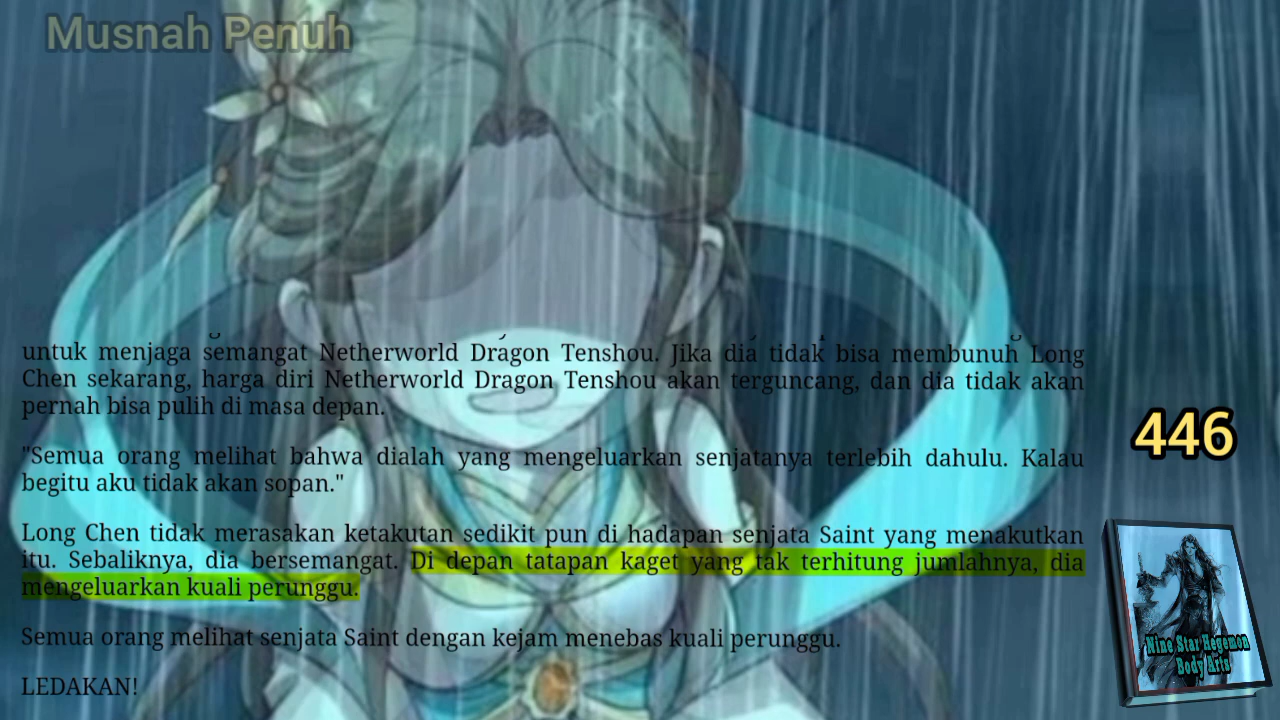 Musnah Penuh
untuk menjaga semangat Netherworld Dragon Tenshou. Jika dia tidak bisa membunuh Long
Chen sekarang, harga diri Netherworld Dragon Tenshou akan terguncang, dan dia tidak akan
pernah bisa pulih di masa depan.
"Semua orang melihat bahwa dialah yang mengeluarkan senjatanya terlebih dahulu. Kalau
begitu aku tidak akan sopan."
Long Chen tidak merasakan ketakutan sedikit pun di hadapan senjata Saint yang menakutkan
itu. Sebaliknya, dia bersemangat. Di depan tatapan kaget yang tak terhitung jumlahnya, dia
mengeluarkan kuali perunggu.
Semua orang melihat senjata Saint dengan kejam menebas kuali perunggu.
LEDAKAN!
446
Nine Star Hegemon
Body Arts